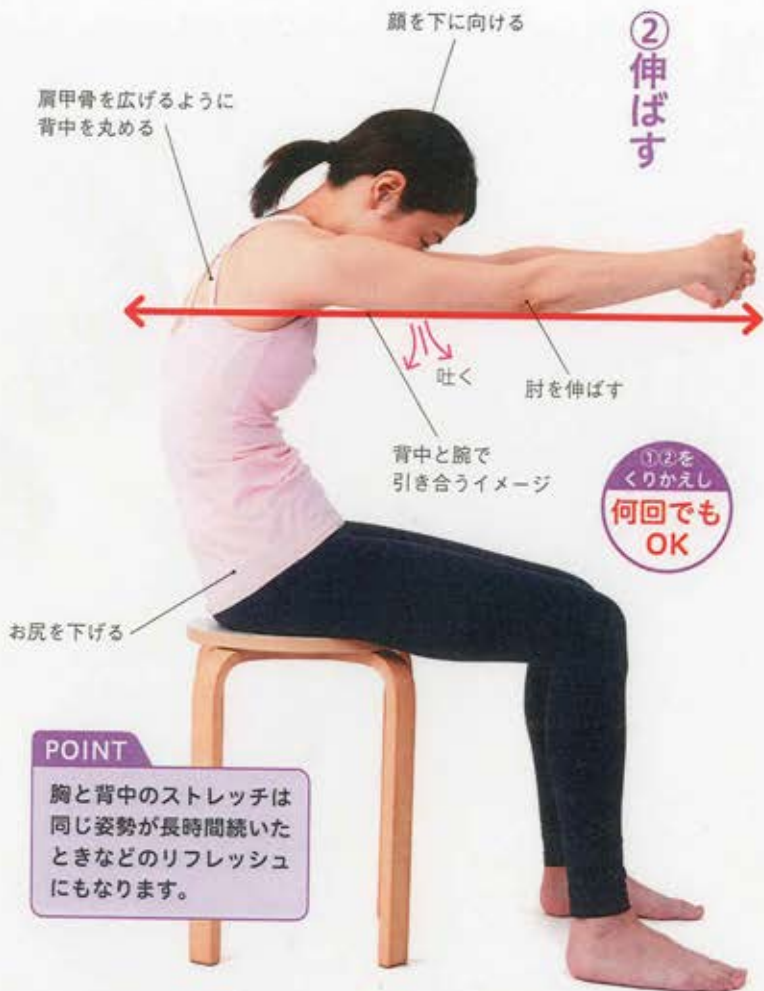 ②伸ばす
顔を下に向ける
肩甲骨を広げるように
背中を丸める
吐く
肘を伸ばす
背中と腕で
引き合うイメージ
①②を
くりかえし
何回でも
OK
お尻を下げる
POINT
胸と背中のストレッチは
同じ姿勢が長時間続いた
ときなどのリフレッシュ
にもなります。